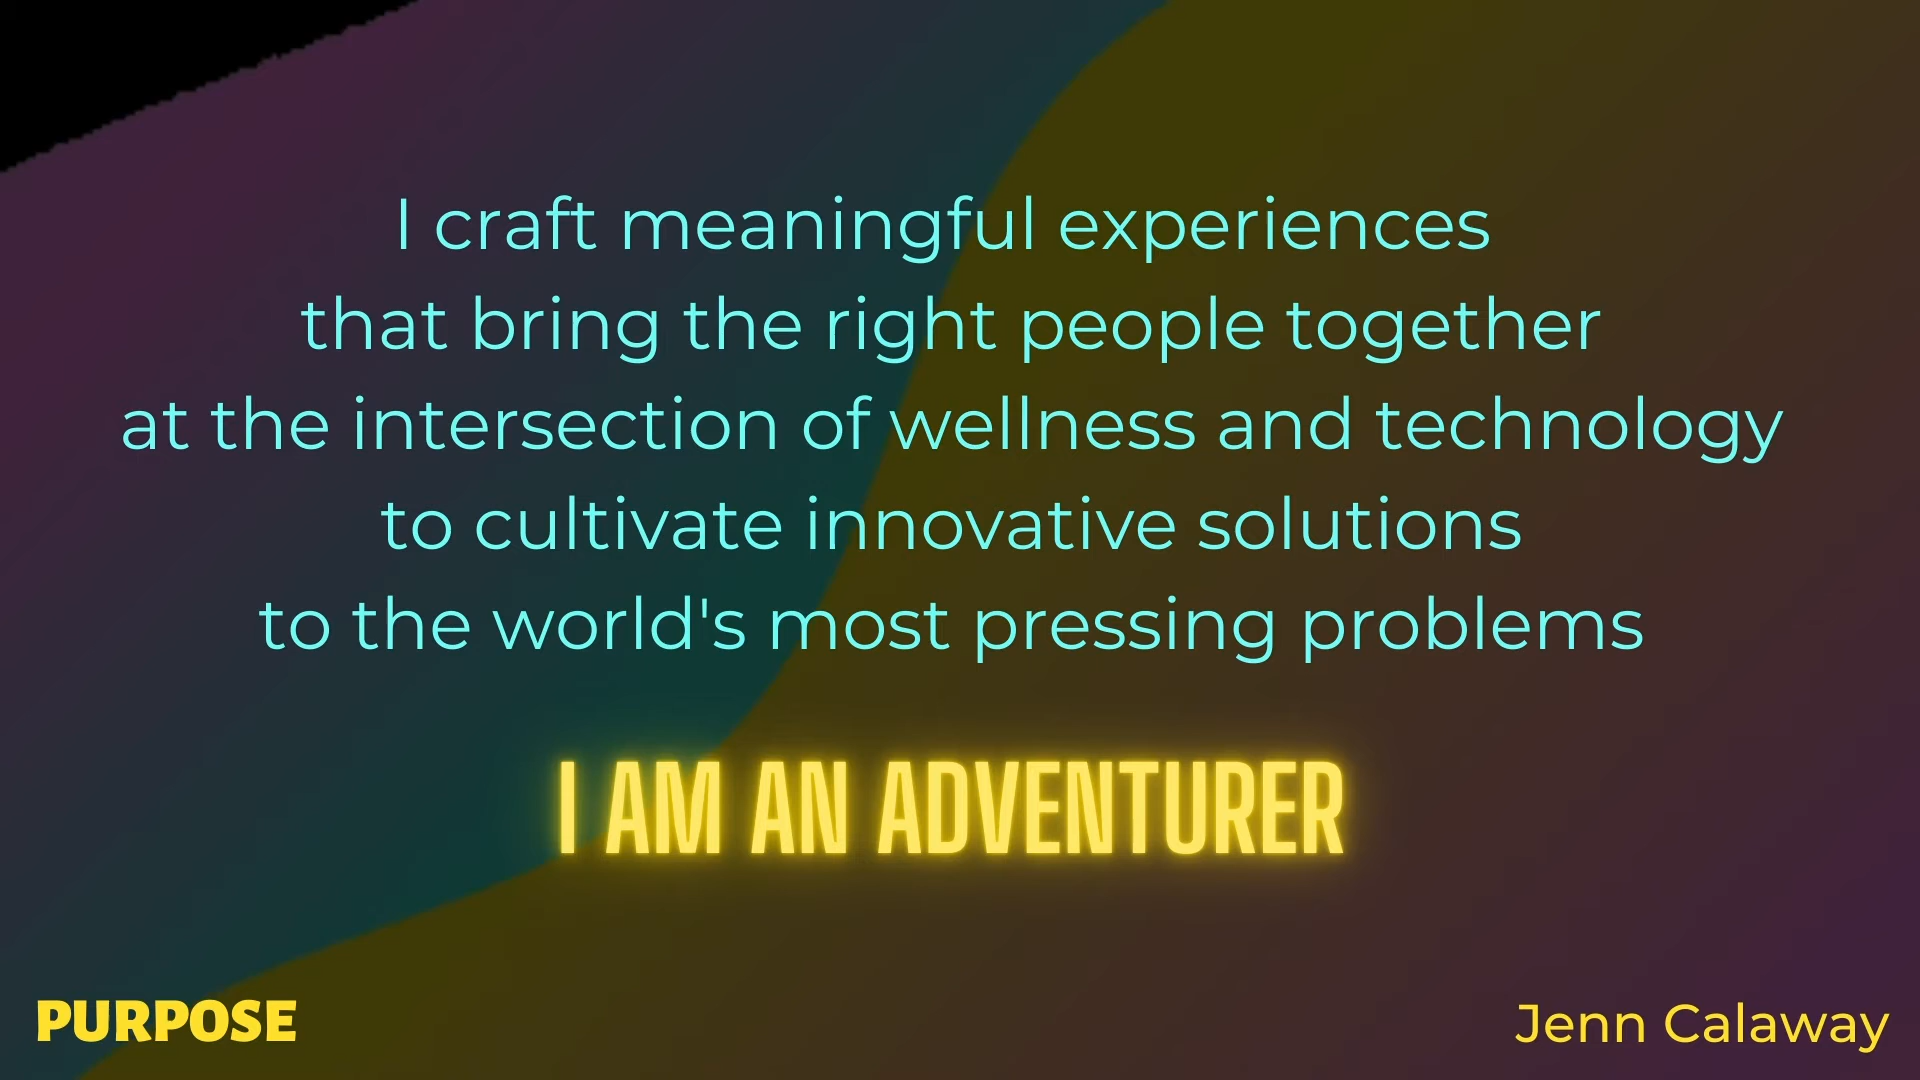 I craft meaningful experiences
that bring the right people together
at the intersection of wellness and technology
to cultivate innovative solutions
to the world's most pressing problems
I AM AN ADVENTURER
PURPOSE
Jenn Calaway